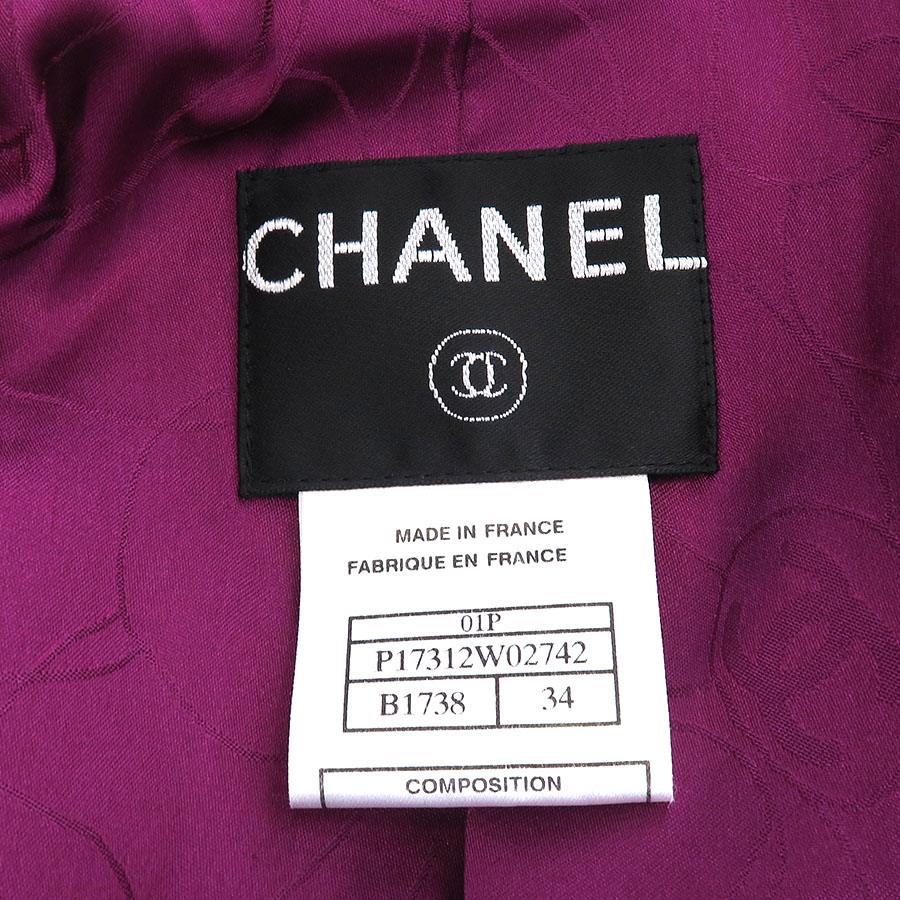 CHANEL
MADE IN FRANCE
FABRIQUE EN FRANCE
01P
P17312W02742
B1738 34
COMPOSITION